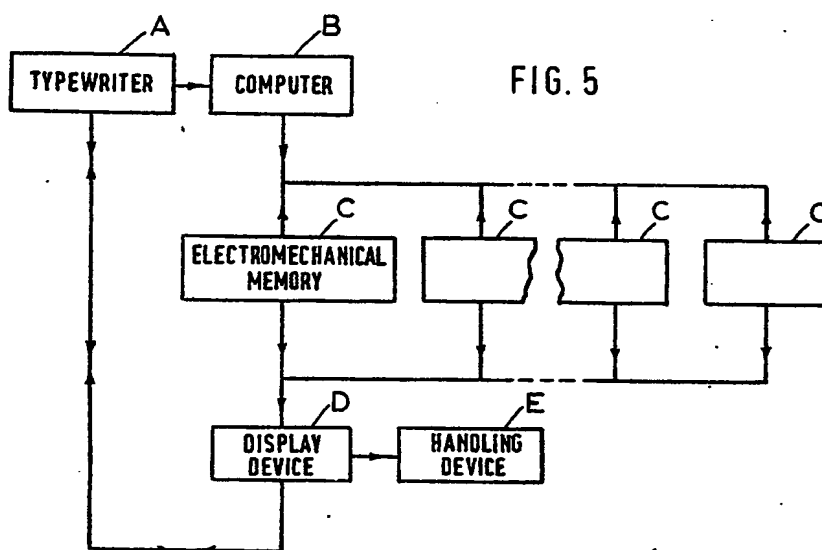 A
B
TYPEWRITER
COMPUTER
FIG. 5
C
C
C
C
ELECTROMECHANICAL
MEMORY
D
E
DISPLAY
DEVICE
HANDLING
DEVICE